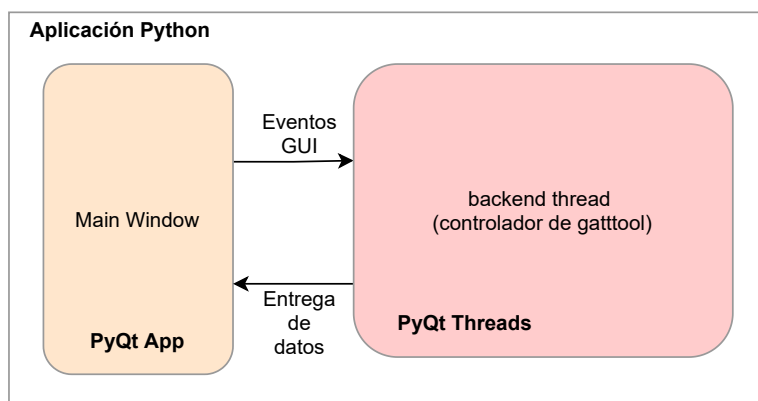 Aplicación Python
Eventos
GUI
Main Window
backend thread
(controlador de gatttool)
Entrega
de
datos
PyQt App
PyQt Threads